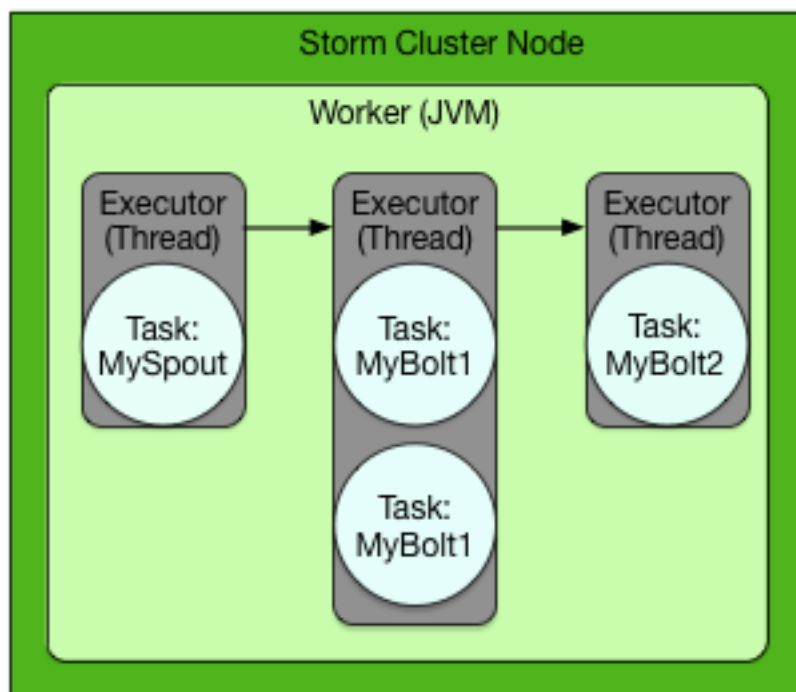 Storm Cluster Node
Worker (JVM)
Executor
(Thread)
Task:
MySpout
Executor
(Thread)
Task:
MyBolt1
Task:
MyBolt1
Executor
(Thread)
Task:
MyBolt2